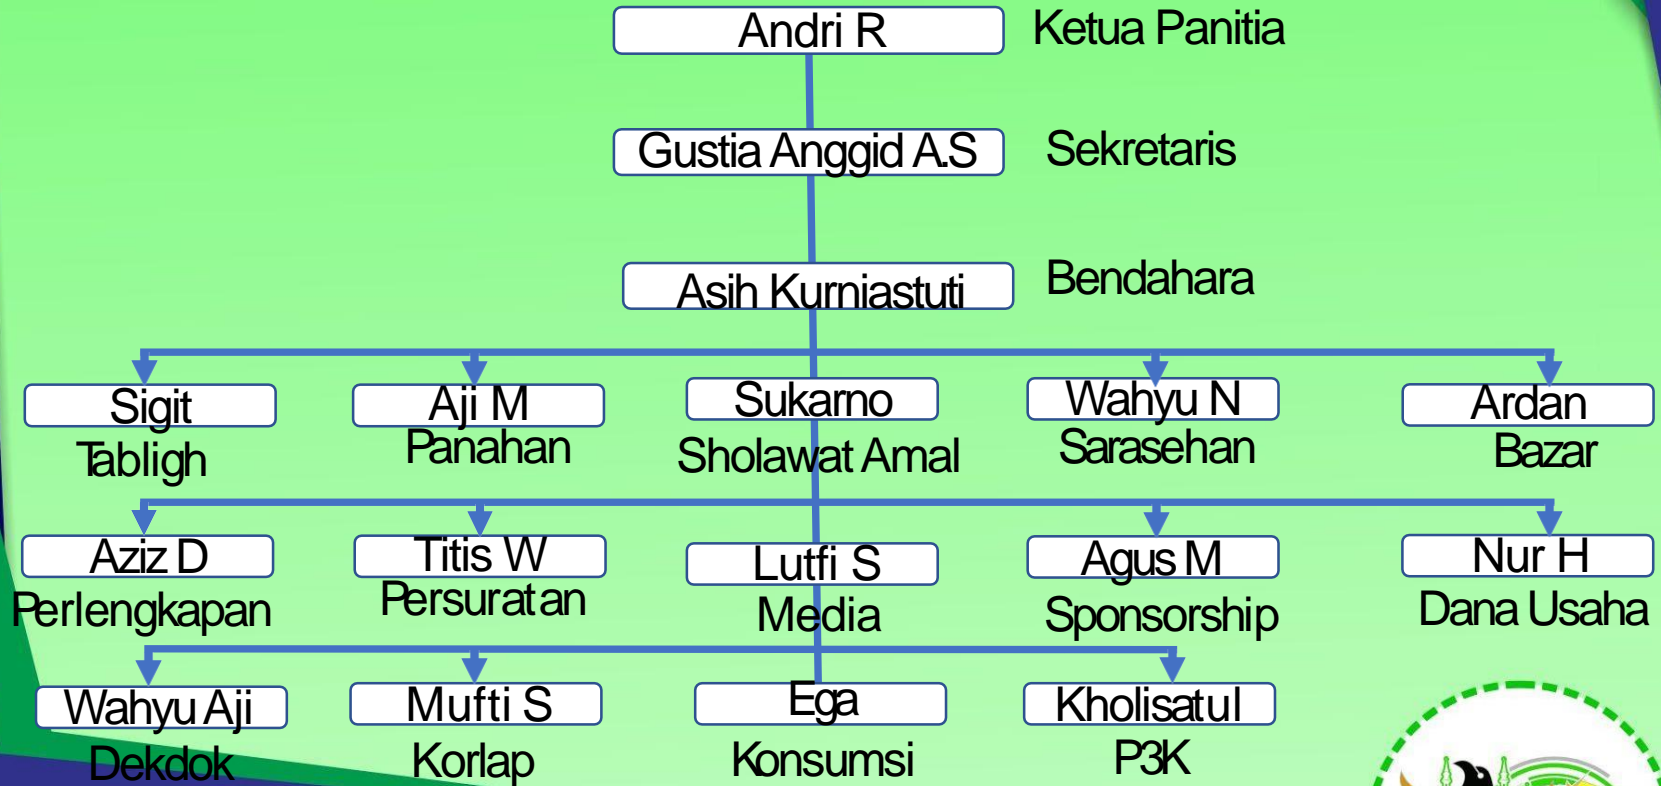 Andri R Ketua Panitia
Gustia Anggid A.S Sekretaris
Asih Kurniastuti Bendahara
Sigit Aji M Sukarno Wahyu N Ardan
Tabligh Panahan Sholawat Amal Sarasehan Bazar
Aziz D Titis W Lutfi S Agus M Nur H
Perlengkapan Persuratan Media Sponsorship Dana Usaha
Wahyu Aji Mufti S Ega Kholisatul
Dekdok Korlap Konsumsi P3K